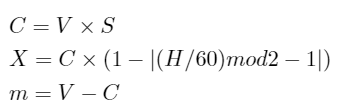 C = V × S
X = C × (1 − |(H/60)mod2 − 1|)
m = V − C